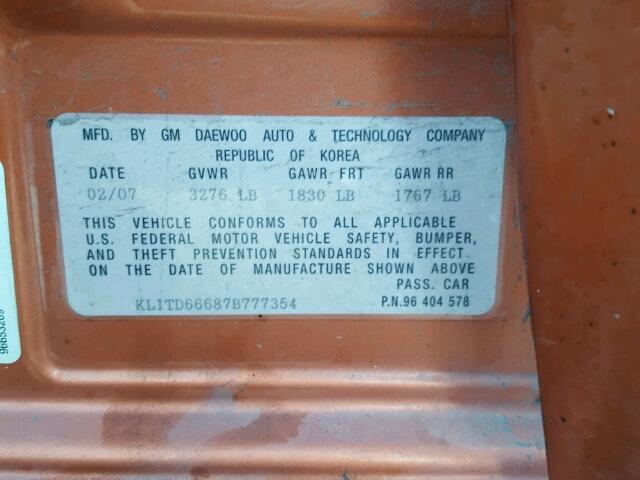 MFD. BY GM DAEWOO AUTO & TECHNOLOGY COMPANY
REPUBLIC OF KOREA
DATE GVWR GAWR FRT GAWR RR
02/07 3276 LB 1830 LB 1767 LB
THIS VEHICLE CONFORMS TO ALL APPLICABLE
U.S. FEDERAL MOTOR VEHICLE SAFETY, BUMPER,
AND THEFT PREVENTION STANDARDS IN EFFECT
ON THE DATE OF MANUFACTURE SHOWN ABOVE
PASS. CAR
KL1TD66687B777354 P.N.96 404 578
96653209